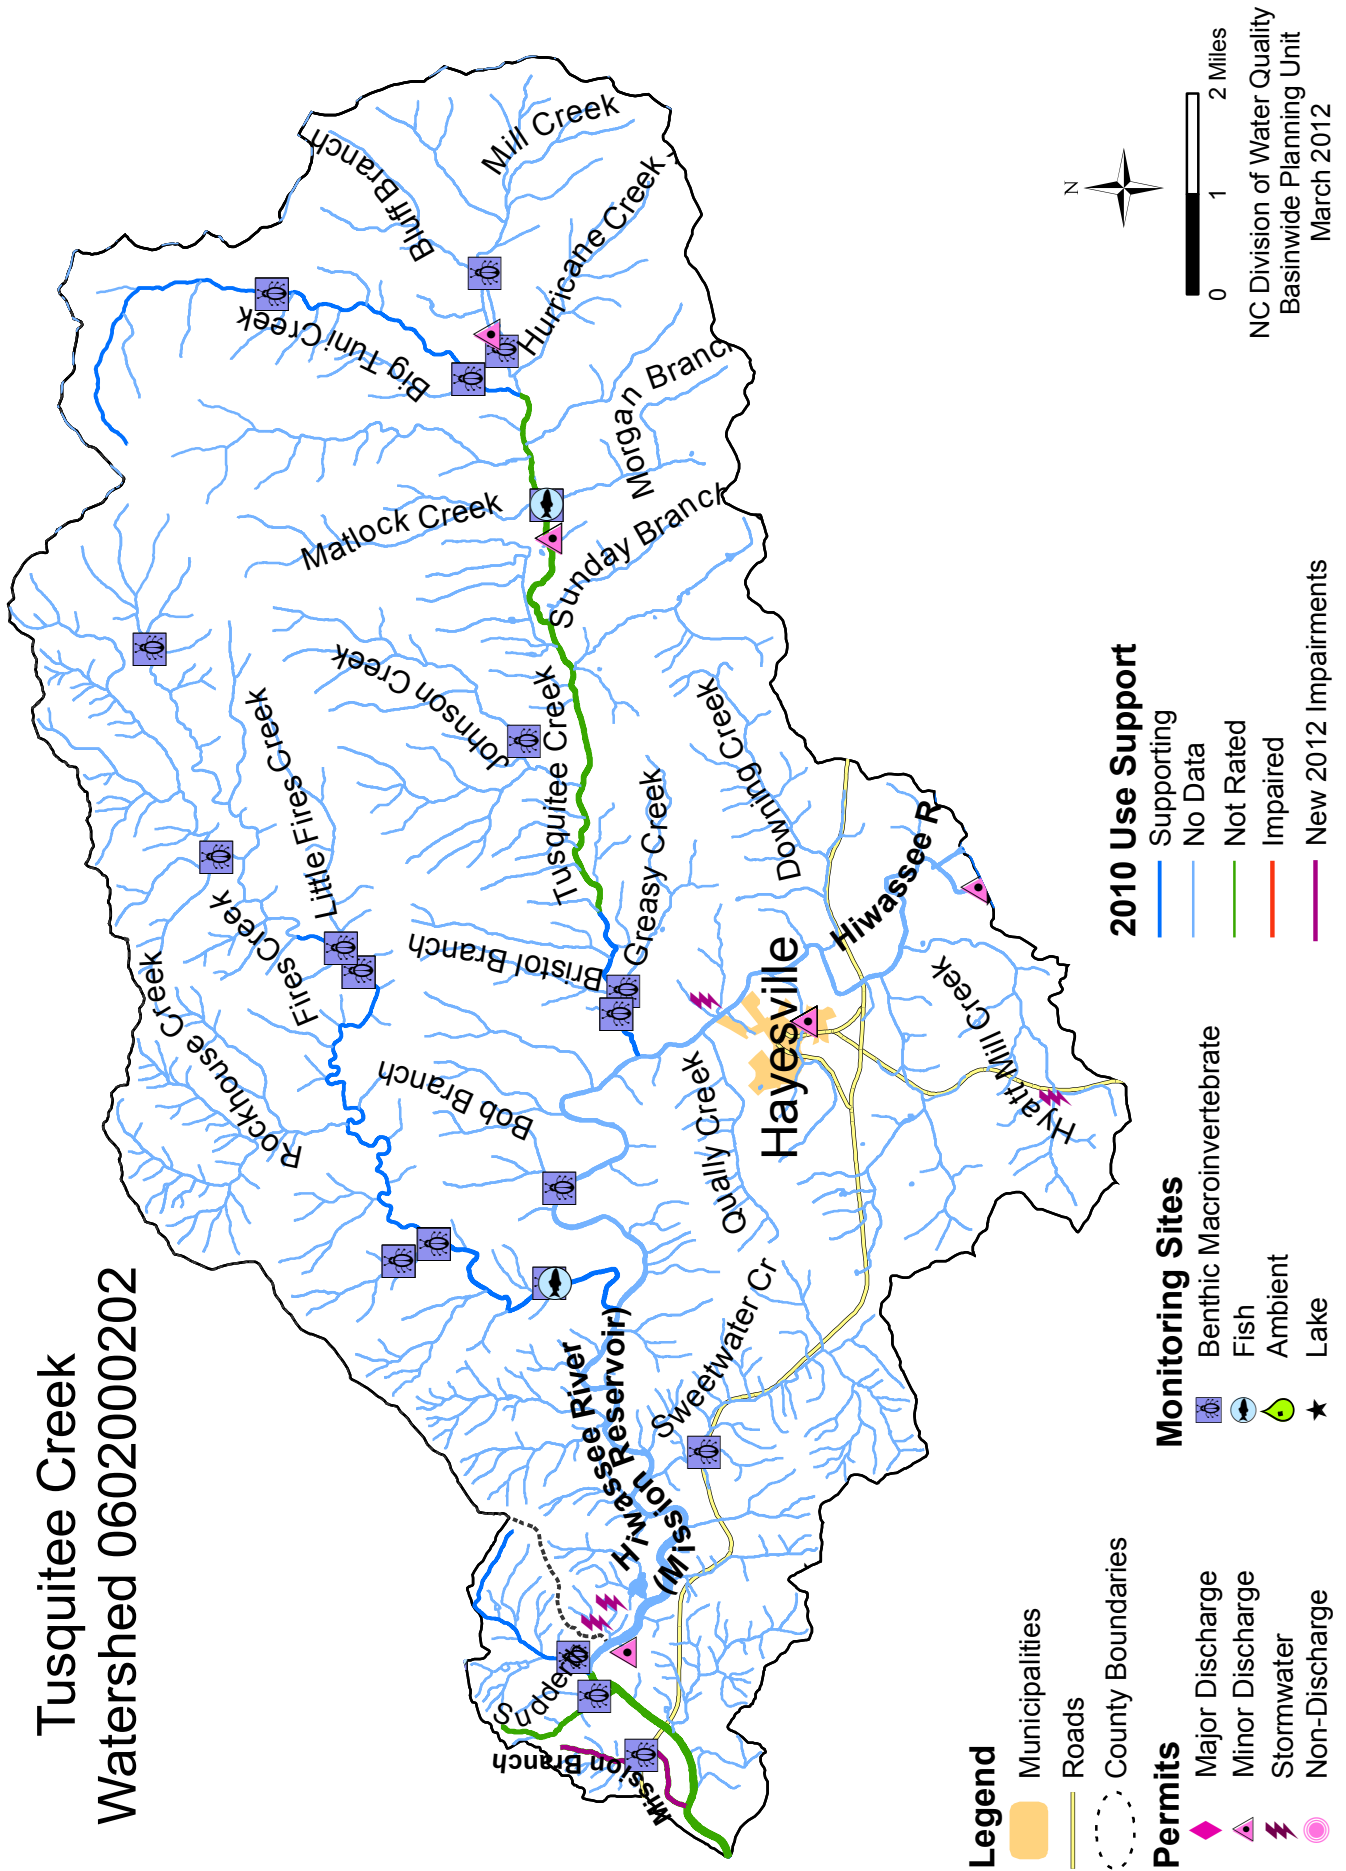 Tusquitee Creek
Watershed 0602000202
Rockhouse Creek
Fires Creek
Little Fires Creek
Bristol Branch
Bob Branch
Johnson Creek
Matlock Creek
Big Tuni Creek
Bluff Branch
Mill Creek
Hurricane Creek
Morgan Branch
Sunday Branch
Tusquitee Creek
Greasy Creek
Downing Creek
Hiwassee R
Hayesville
Qually Creek
Hyatt Mill Creek
Sweetwater Cr
Hiwassee River
(Mission Reservoir)
Mission Branch
Legend
Municipalities
Roads
County Boundaries
Permits
Major Discharge
Minor Discharge
Stormwater
Non-Discharge
Monitoring Sites
Benthic Macroinvertebrate
Fish
Ambient
Lake
2010 Use Support
Supporting
No Data
Not Rated
Impaired
New 2012 Impairments
N
0 1 2 Miles
NC Division of Water Quality
Basinwide Planning Unit
March 2012